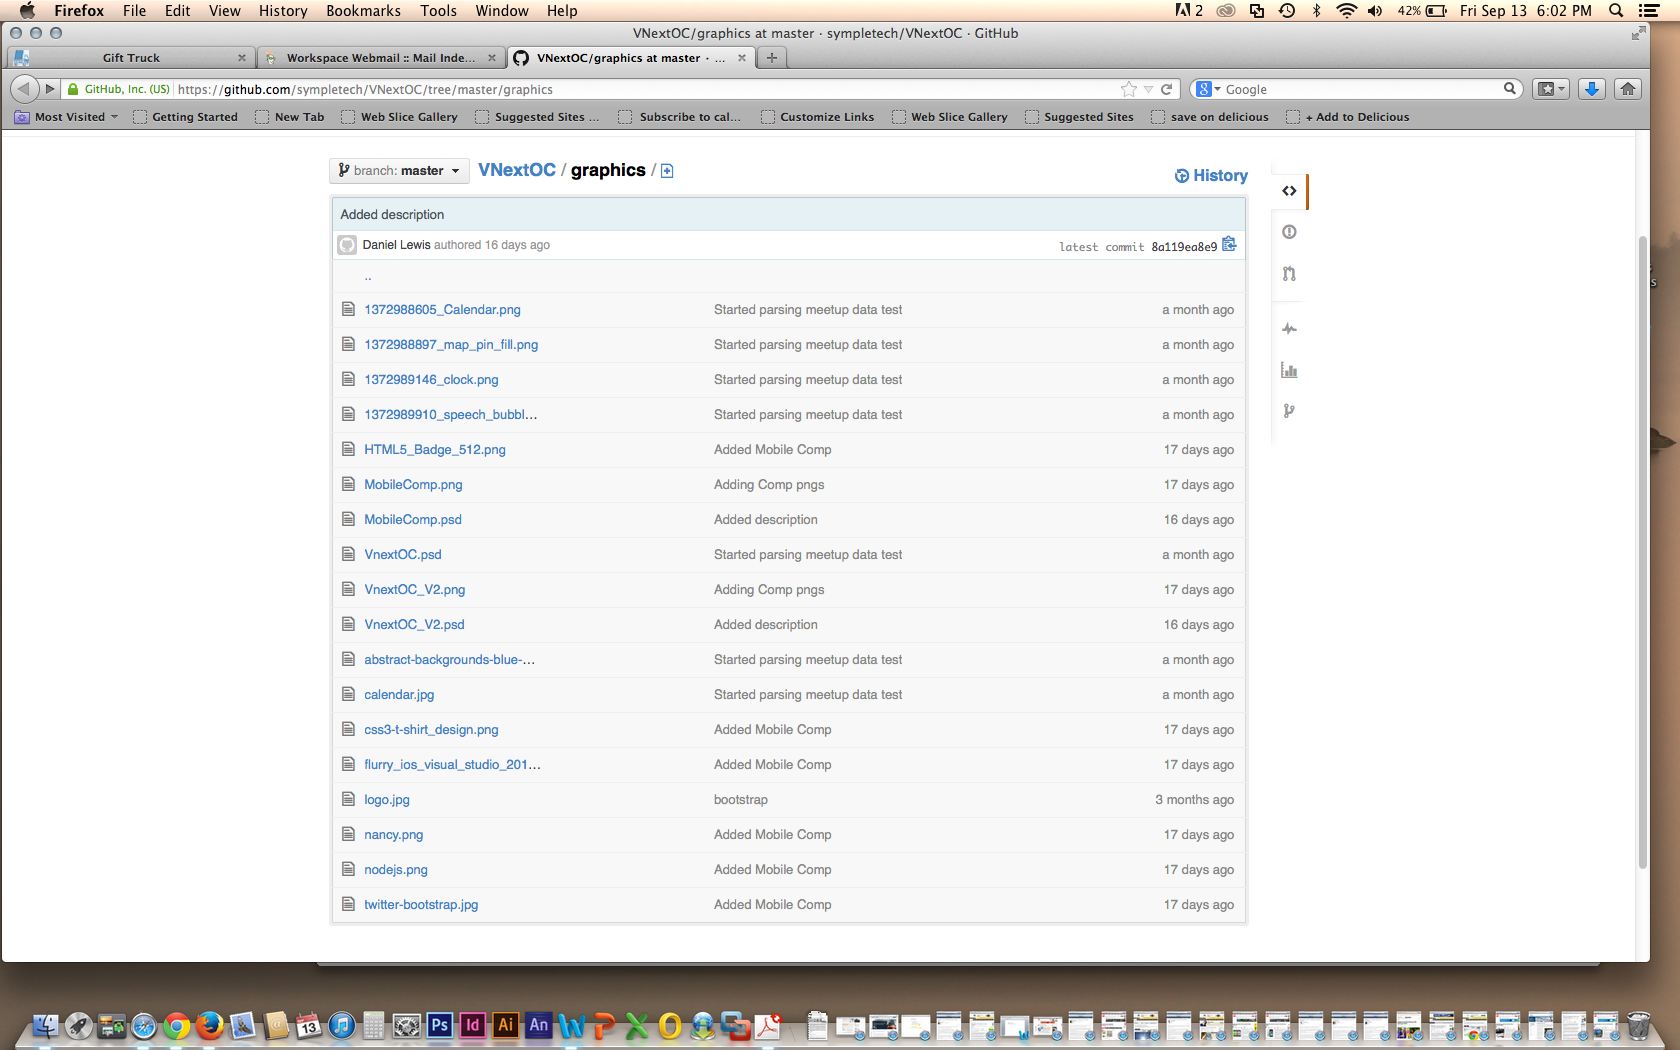 Firefox File Edit View History Bookmarks Tools Window Help 2 42% Fri Sep 13 6:02 PM
VNextOC/graphics at master · sympletech/VNextOC · GitHub
Gift Truck Workspace Webmail :: Mail Inde... VNextOC/graphics at master · ...
GitHub, Inc. (US) https://github.com/sympletech/VNextOC/tree/master/graphics 8 Google
Most Visited Getting Started New Tab Web Slice Gallery Suggested Sites ... Subscribe to cal... Customize Links Web Slice Gallery Suggested Sites save on delicious + Add to Delicious
branch: master VNextOC / graphics / History
Added description
Daniel Lewis authored 16 days ago latest commit 8a119ea8e9
..
1372988605_Calendar.png Started parsing meetup data test a month ago
1372988897_map_pin_fill.png Started parsing meetup data test a month ago
1372989146_clock.png Started parsing meetup data test a month ago
1372989910_speech_bubbl... Started parsing meetup data test a month ago
HTML5_Badge_512.png Added Mobile Comp 17 days ago
MobileComp.png Adding Comp pngs 17 days ago
MobileComp.psd Added description 16 days ago
VnextOC.psd Started parsing meetup data test a month ago
VnextOC_V2.png Adding Comp pngs 17 days ago
VnextOC_V2.psd Added description 16 days ago
abstract-backgrounds-blue-... Started parsing meetup data test a month ago
calendar.jpg Started parsing meetup data test a month ago
css3-t-shirt_design.png Added Mobile Comp 17 days ago
flurry_ios_visual_studio_201... Added Mobile Comp 17 days ago
logo.jpg bootstrap 3 months ago
nancy.png Added Mobile Comp 17 days ago
nodejs.png Added Mobile Comp 17 days ago
twitter-bootstrap.jpg Added Mobile Comp 17 days ago
13 Ps Id Ai An